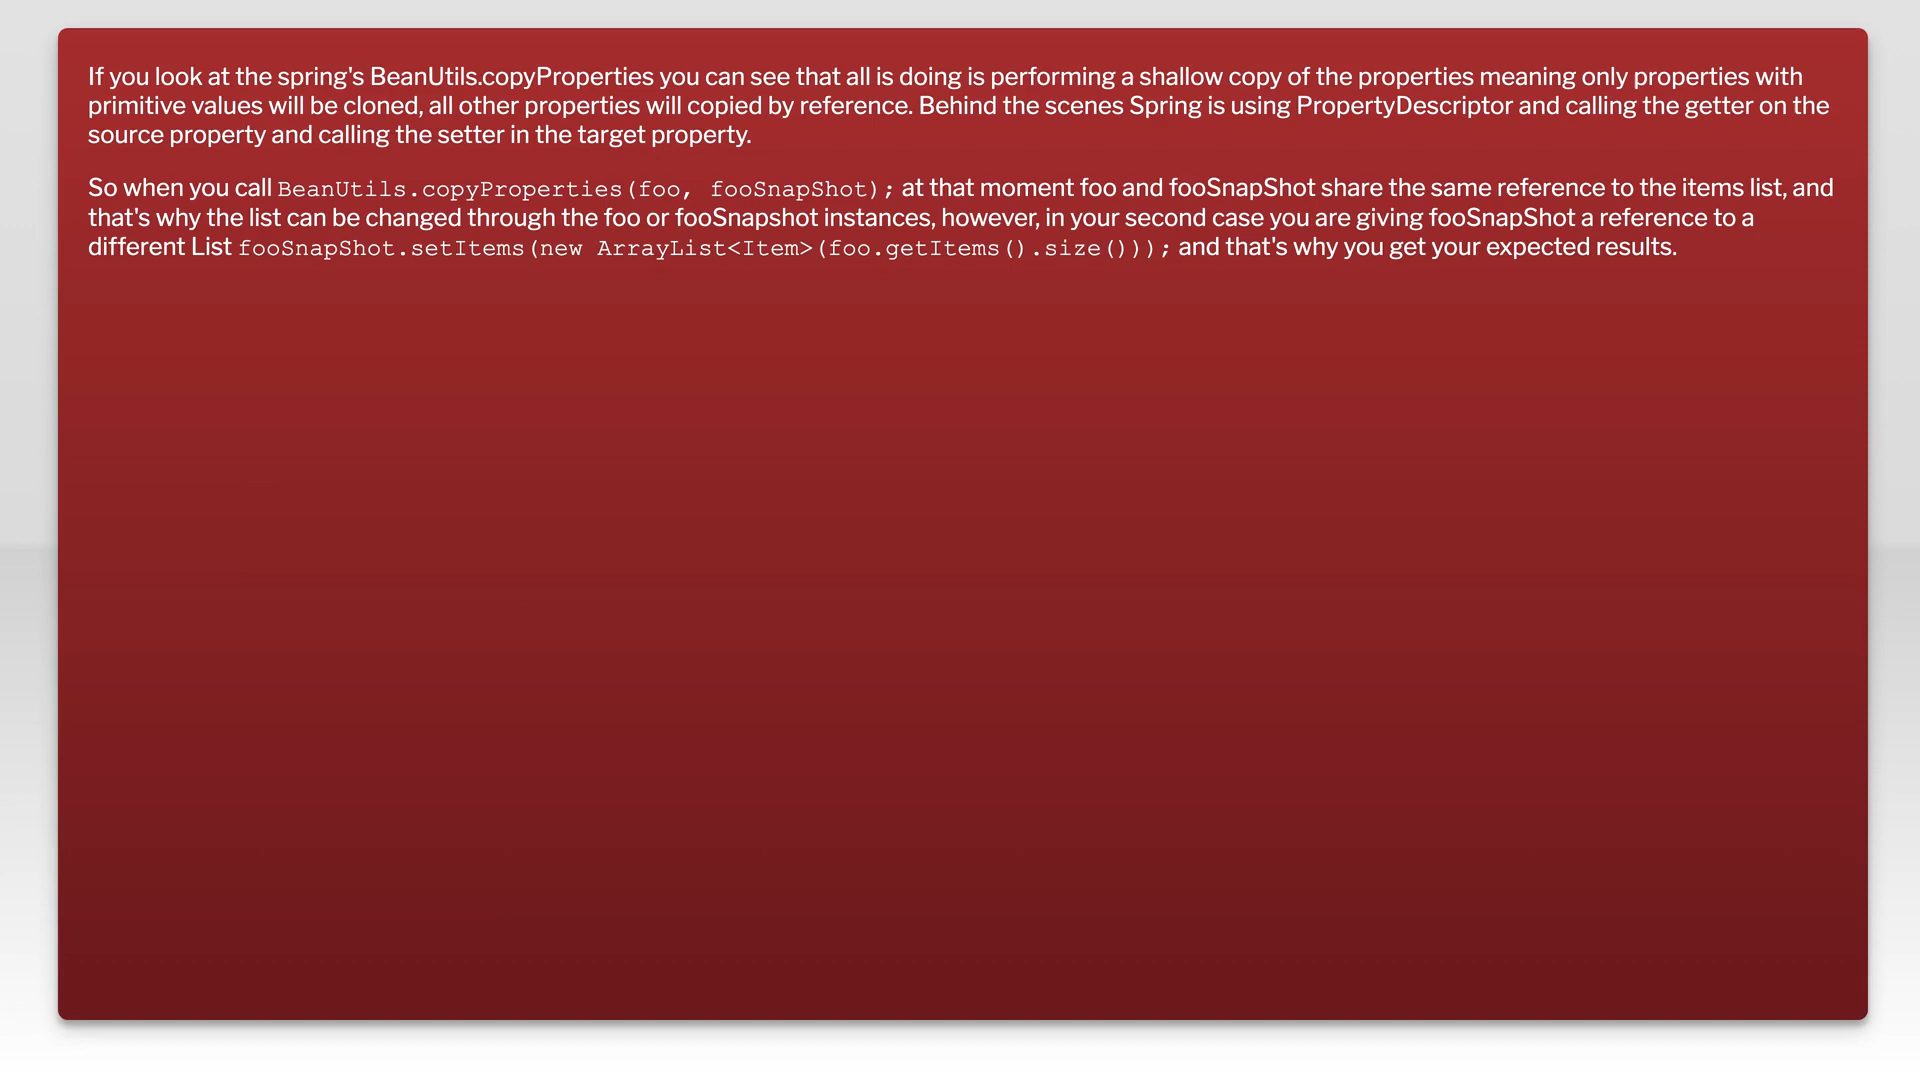 If you look at the spring's BeanUtils.copyProperties you can see that all is doing is performing a shallow copy of the properties meaning only properties with
primitive values will be cloned, all other properties will copied by reference. Behind the scenes Spring is using PropertyDescriptor and calling the getter on the
source property and calling the setter in the target property.
So when you call BeanUtils.copyProperties(foo, fooSnapShot); at that moment foo and fooSnapShot share the same reference to the items list, and
that's why the list can be changed through the foo or fooSnapshot instances, however, in your second case you are giving fooSnapShot a reference to a
different List fooSnapShot.setItems(new ArrayList<Item>(foo.getItems().size())); and that's why you get your expected results.